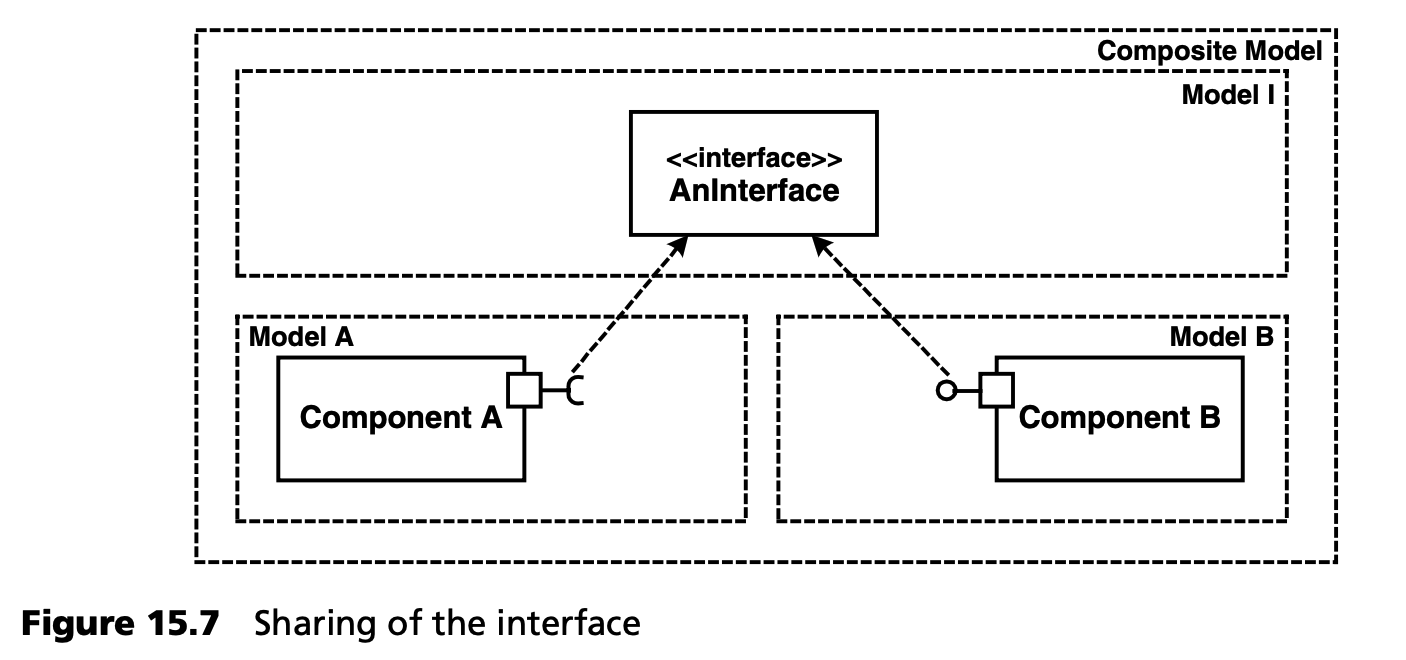 Composite Model
Model I
<<interface>>
AnInterface
Model A
Model B
Component A
Component B
Figure 15.7 Sharing of the interface